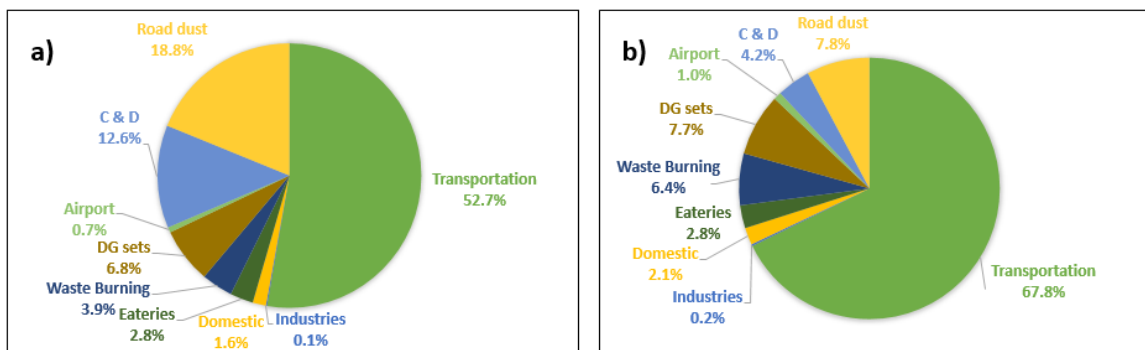 a)
Road dust
18.8%
C & D
12.6%
Airport
0.7%
DG sets
6.8%
Waste Burning
3.9%
Eateries
2.8%
Domestic
1.6%
Industries
0.1%
Transportation
52.7%
b)
Road dust
7.8%
C & D
4.2%
Airport
1.0%
DG sets
7.7%
Waste Burning
6.4%
Eateries
2.8%
Domestic
2.1%
Industries
0.2%
Transportation
67.8%